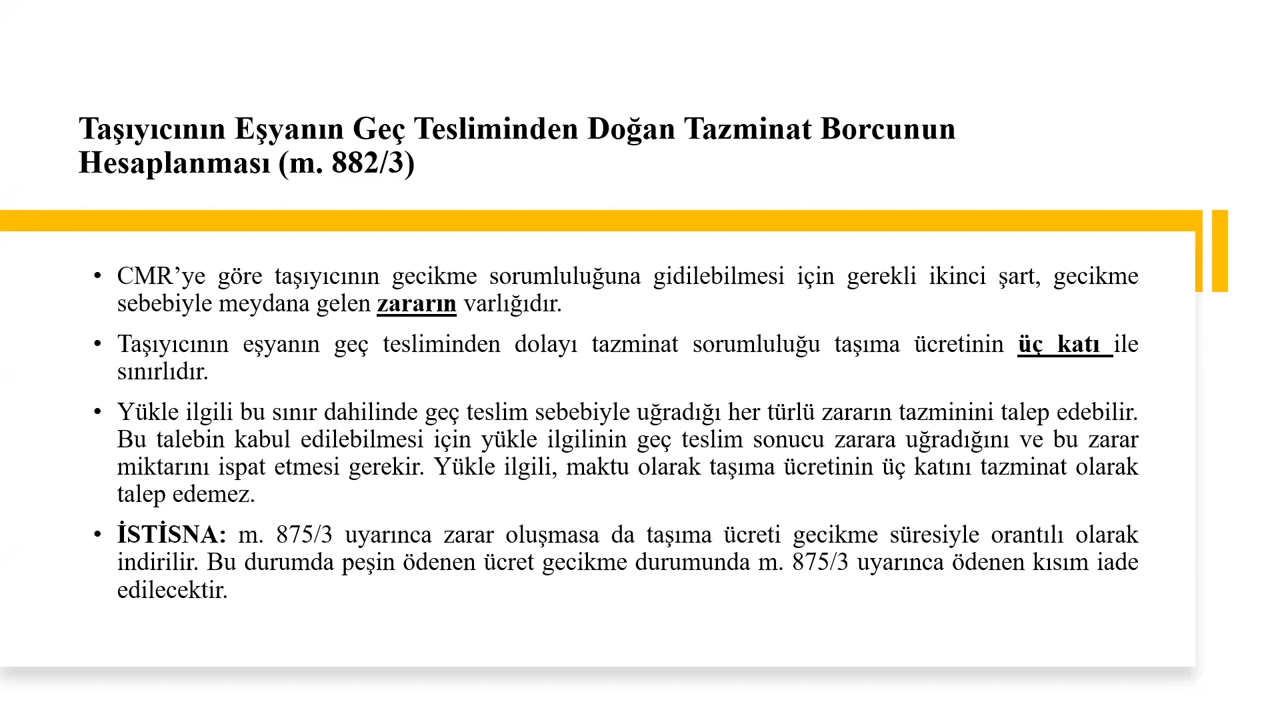 Taşıyıcının Eşyanın Geç Tesliminden Doğan Tazminat Borcunun
Hesaplanması (m. 882/3)
• CMR’ye göre taşıyıcının gecikme sorumluluğuna gidilebilmesi için gerekli ikinci şart, gecikme
sebebiyle meydana gelen zararın varlığıdır.
• Taşıyıcının eşyanın geç tesliminden dolayı tazminat sorumluluğu taşıma ücretinin üç katı ile
sınırlıdır.
• Yükle ilgili bu sınır dahilinde geç teslim sebebiyle uğradığı her türlü zararın tazminini talep edebilir.
Bu talebin kabul edilebilmesi için yükle ilgilinin geç teslim sonucu zarara uğradığını ve bu zarar
miktarını ispat etmesi gerekir. Yükle ilgili, maktu olarak taşıma ücretinin üç katını tazminat olarak
talep edemez.
• İSTİSNA: m. 875/3 uyarınca zarar oluşmasa da taşıma ücreti gecikme süresiyle orantılı olarak
indirilir. Bu durumda peşin ödenen ücret gecikme durumunda m. 875/3 uyarınca ödenen kısım iade
edilecektir.